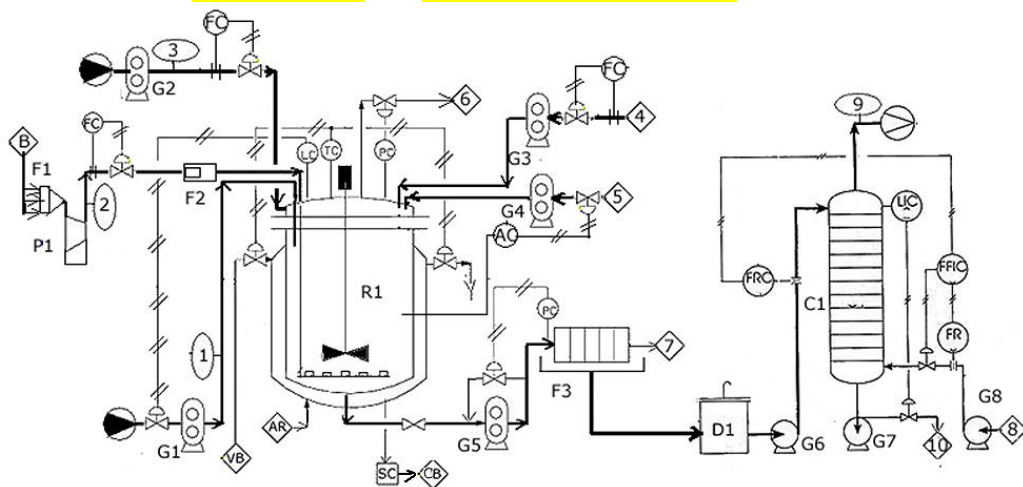 FC
3
G2
6
FC
4
9
B
FC
F1
LC
TC
PC
G3
F2
G4
5
LIC
2
P1
AC
FRC
FFIC
R1
C1
PC
FR
1
7
F3
G8
AR
D1
G1
VB
G5
G6
G7
10
8
SC
CB